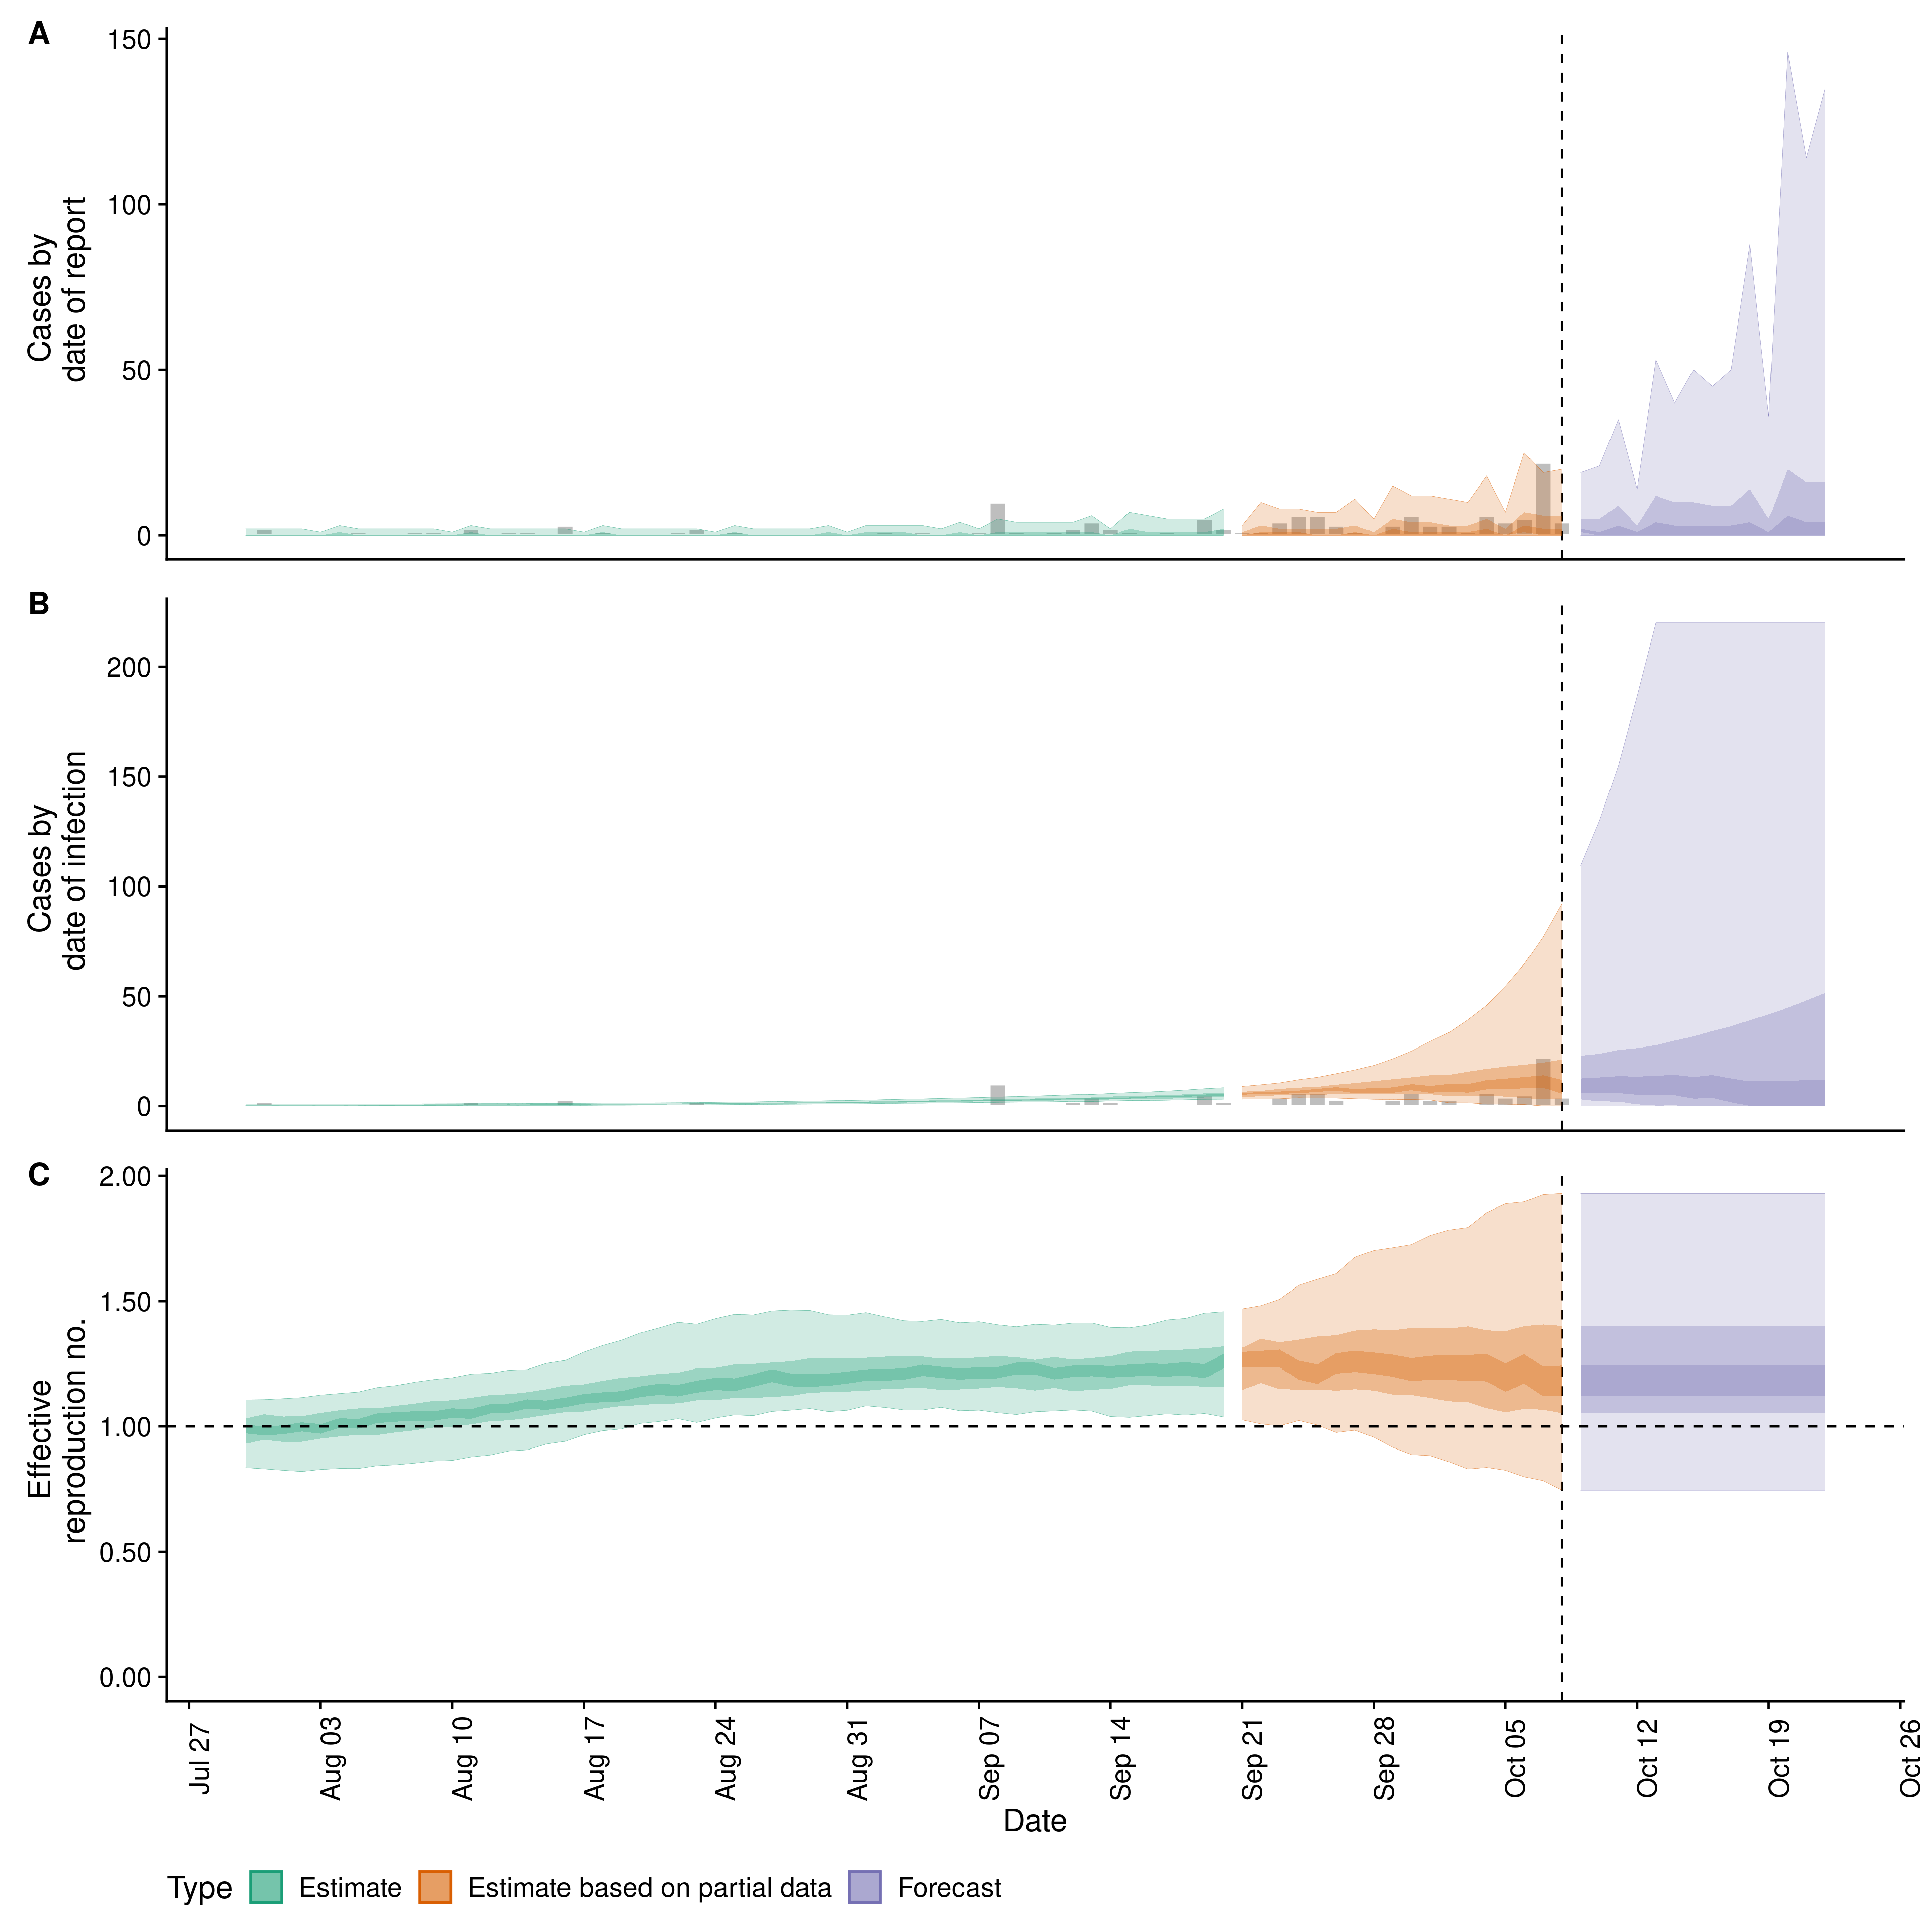 A
Cases by
date of report
150
100
50
0
B
Cases by
date of infection
200
150
100
50
0
C
Effective
reproduction no.
2.00
1.50
1.00
0.50
0.00
Jul 27
Aug 03
Aug 10
Aug 17
Aug 24
Aug 31
Sep 07
Sep 14
Sep 21
Sep 28
Oct 05
Oct 12
Oct 19
Oct 26
Date
Type Estimate Estimate based on partial data Forecast